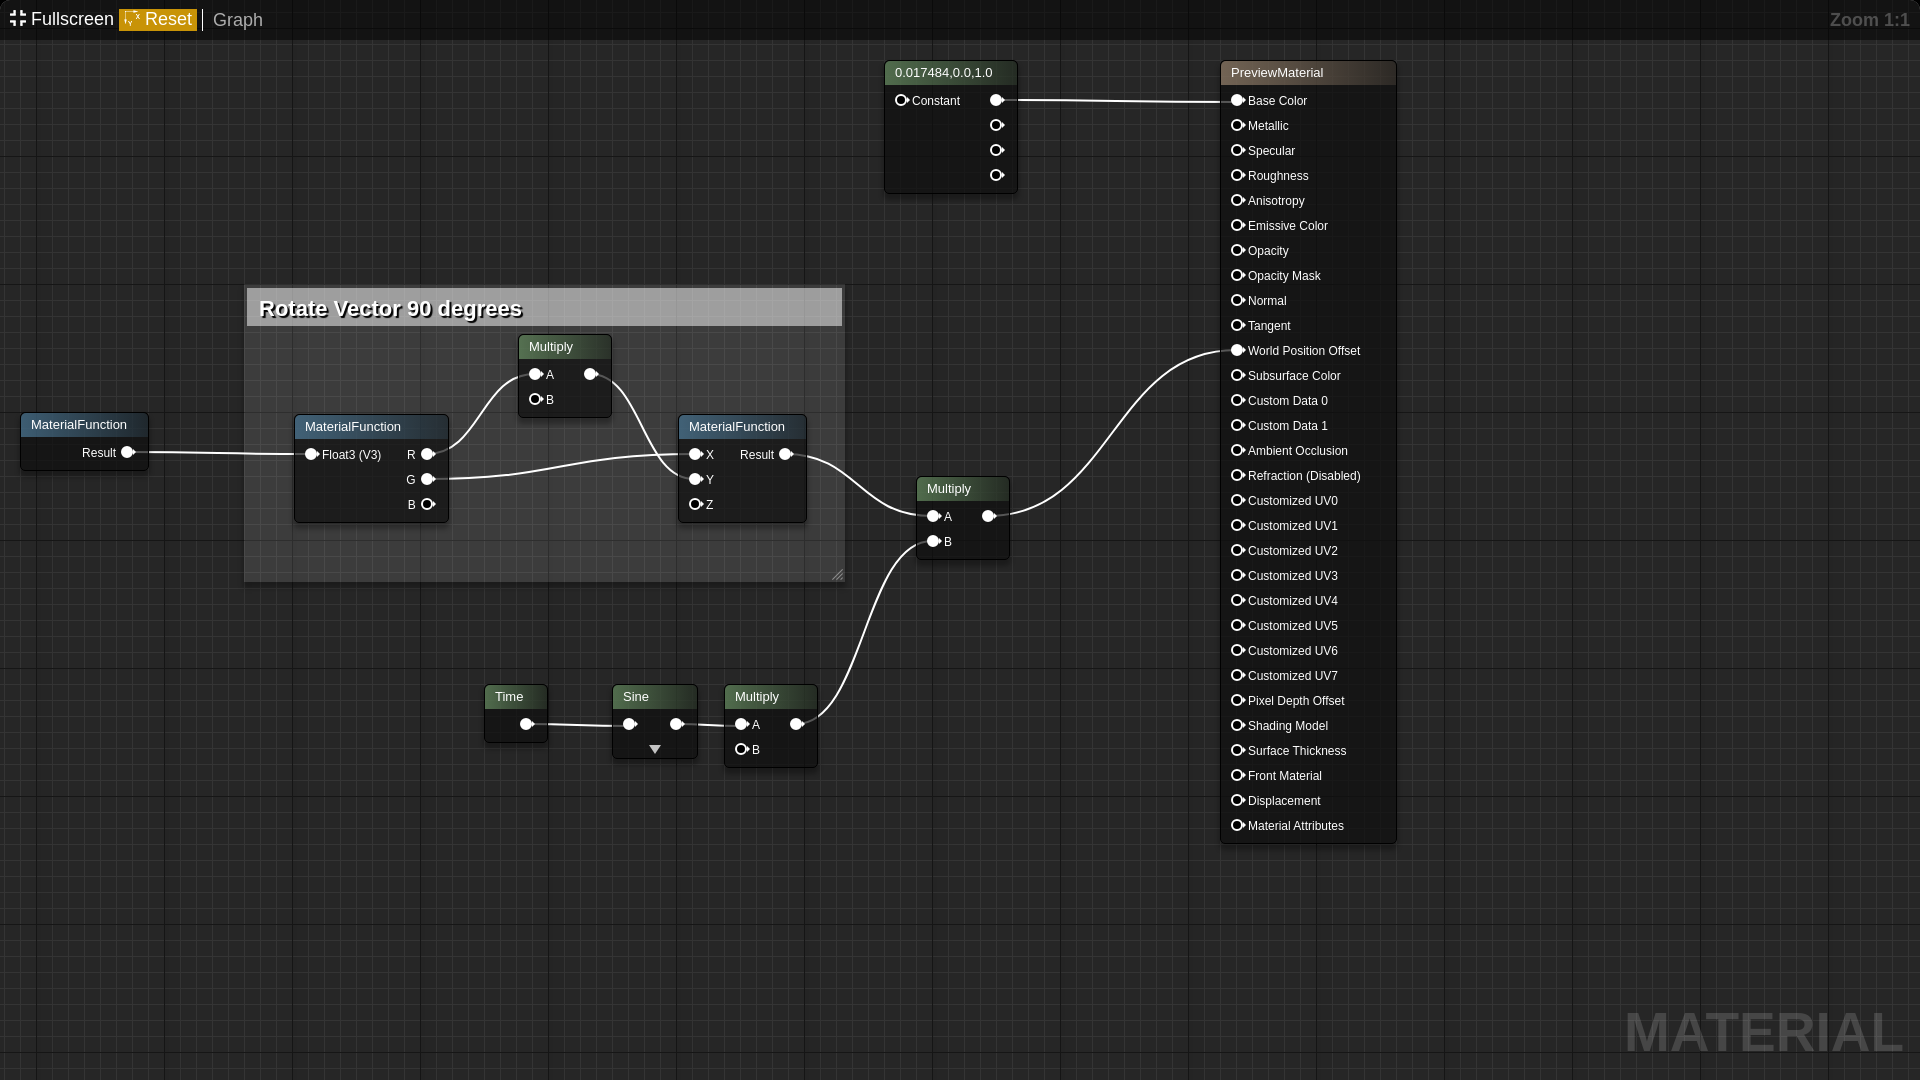 Fullscreen Reset Graph Zoom 1:1
0.017484,0.0,1.0
Constant
PreviewMaterial
Base Color
Metallic
Specular
Roughness
Anisotropy
Emissive Color
Opacity
Opacity Mask
Normal
Tangent
World Position Offset
Subsurface Color
Custom Data 0
Custom Data 1
Ambient Occlusion
Refraction (Disabled)
Customized UV0
Customized UV1
Customized UV2
Customized UV3
Customized UV4
Customized UV5
Customized UV6
Customized UV7
Pixel Depth Offset
Shading Model
Surface Thickness
Front Material
Displacement
Material Attributes
Rotate Vector 90 degrees
Multiply
A
B
MaterialFunction
Result
MaterialFunction
Float3 (V3) R
G
B
MaterialFunction
X Result
Y
Z
Multiply
A
B
Time
Sine
Multiply
A
B
MATERIAL